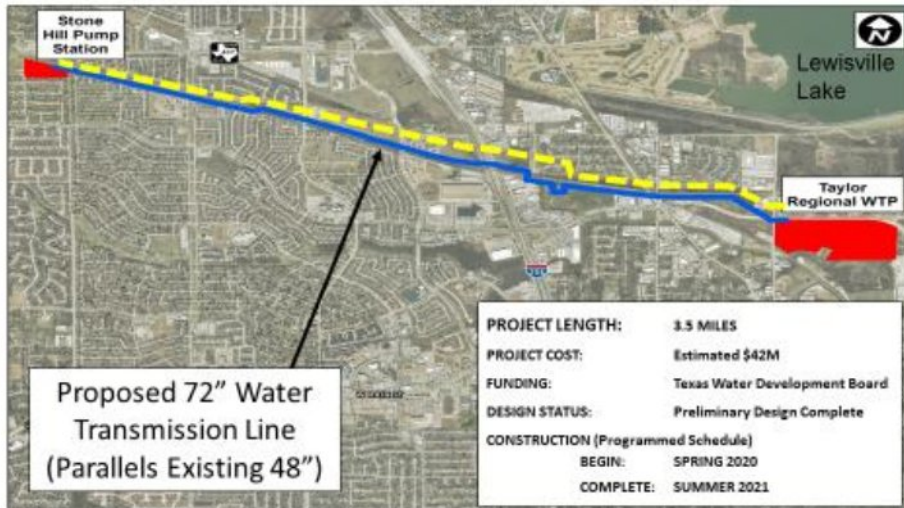 Stone
Hill Pump
Station
N
Lewisville
Lake
Taylor
Regional WTP
Proposed 72” Water
Transmission Line
(Parallels Existing 48”)
PROJECT LENGTH: 3.5 MILES
PROJECT COST: Estimated $42M
FUNDING: Texas Water Development Board
DESIGN STATUS: Preliminary Design Complete
CONSTRUCTION (Programmed Schedule)
BEGIN: SPRING 2020
COMPLETE: SUMMER 2021